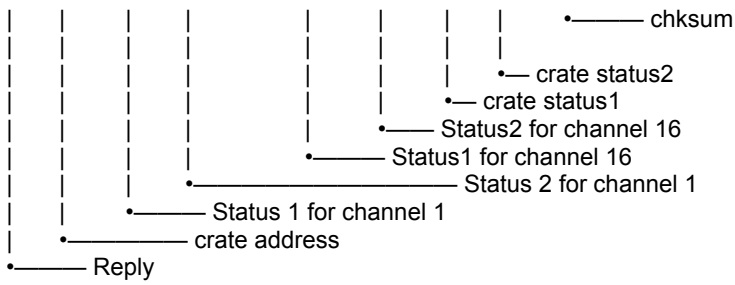 chksum
crate status2
crate status1
Status2 for channel 16
Status1 for channel 16
Status 2 for channel 1
Status 1 for channel 1
crate address
Reply